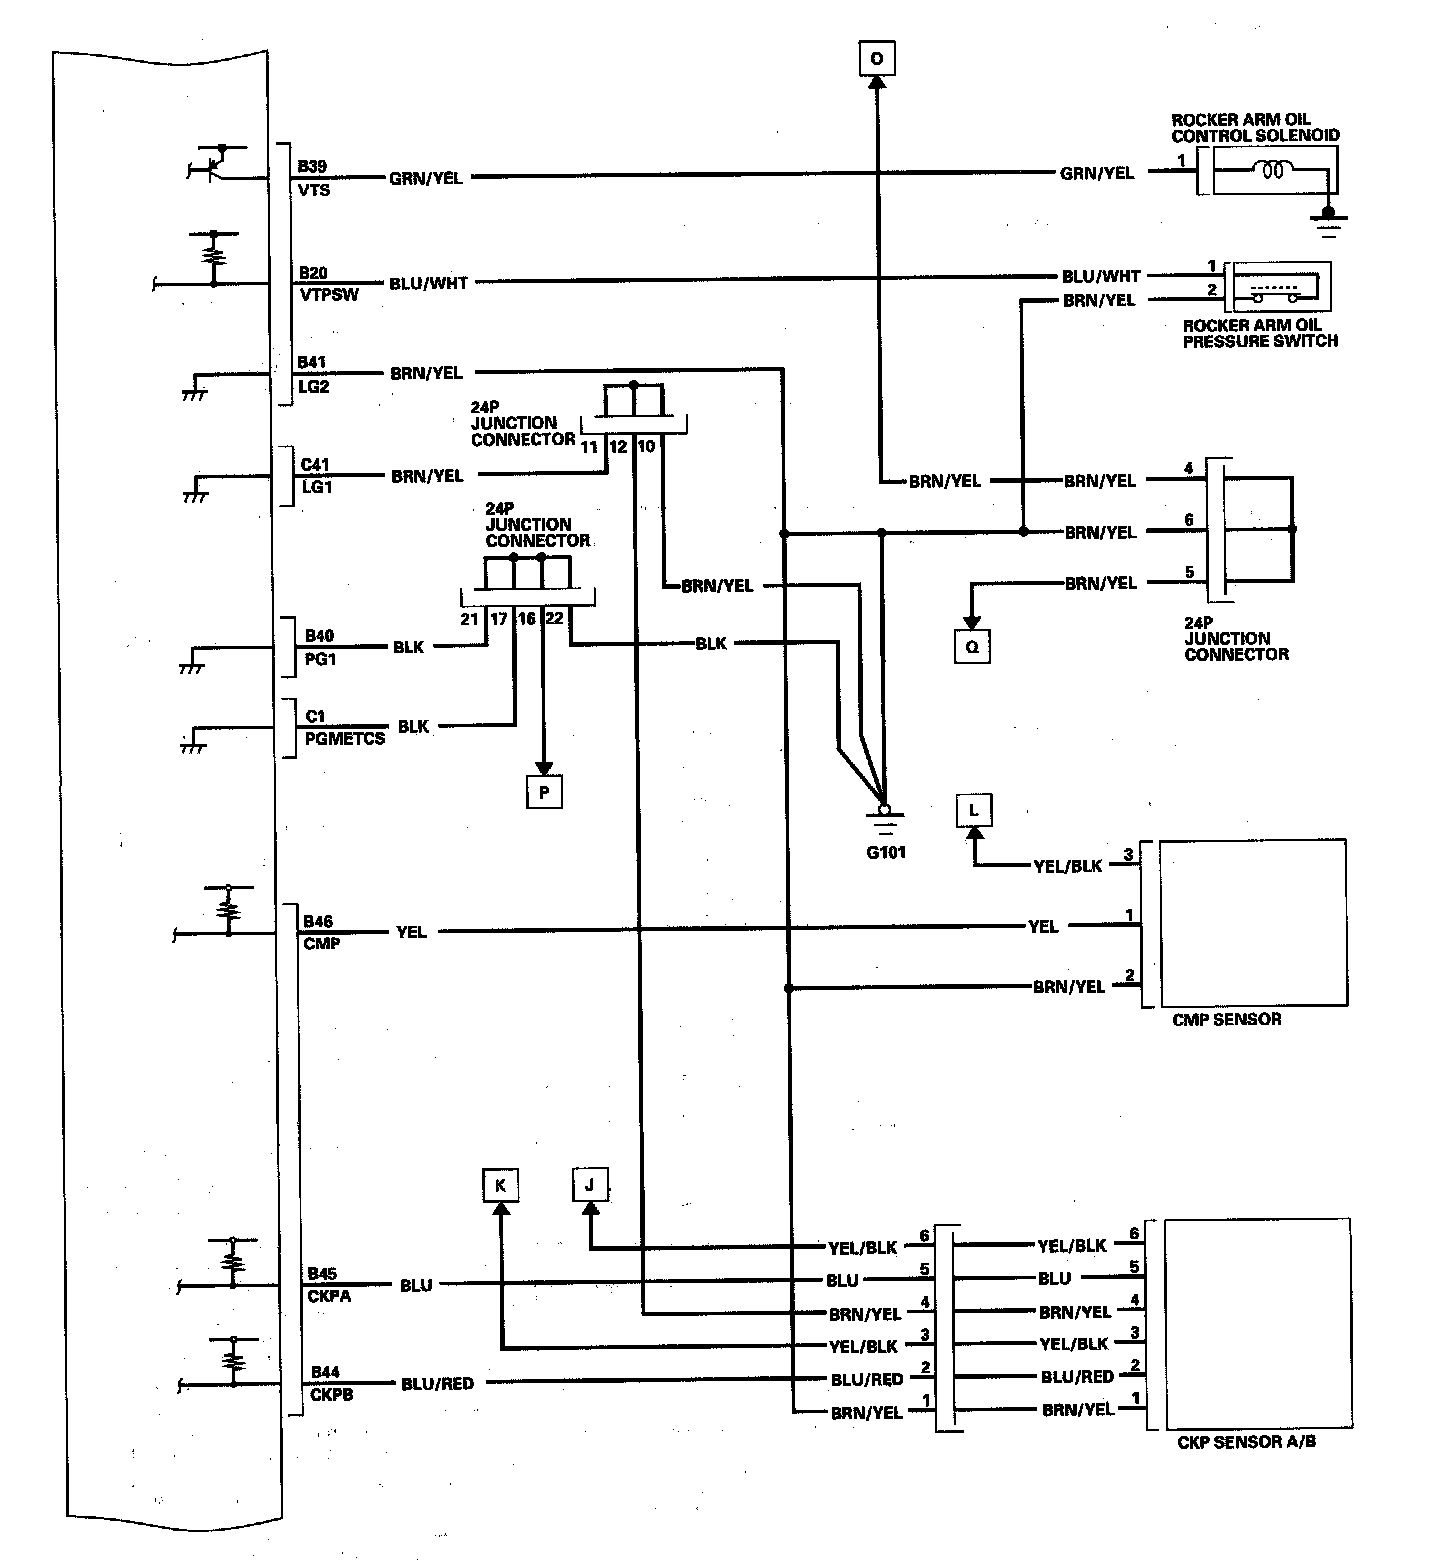 O
ROCKER ARM OIL
CONTROL SOLENOID
B39
VTS
GRN/YEL
GRN/YEL
1
B20
VTPSW
BLU/WHT
BLU/WHT
1
BRN/YEL
2
ROCKER ARM OIL
PRESSURE SWITCH
B41
LG2
BRN/YEL
24P
JUNCTION
CONNECTOR
11 12 10
C41
LG1
BRN/YEL
BRN/YEL
BRN/YEL
4
24P
JUNCTION
CONNECTOR
BRN/YEL
6
BRN/YEL
BRN/YEL
5
21 17 16 22
B40
PG1
BLK
BLK
Q
24P
JUNCTION
CONNECTOR
C1
PGMETCS
BLK
P
G101
L
YEL/BLK
3
B46
CMP
YEL
YEL
1
BRN/YEL
2
CMP SENSOR
K
J
YEL/BLK
6
YEL/BLK
6
B45
CKPA
BLU
BLU
5
BLU
5
BRN/YEL
4
BRN/YEL
4
YEL/BLK
3
YEL/BLK
3
B44
CKPB
BLU/RED
BLU/RED
2
BLU/RED
2
BRN/YEL
1
BRN/YEL
1
CKP SENSOR A/B